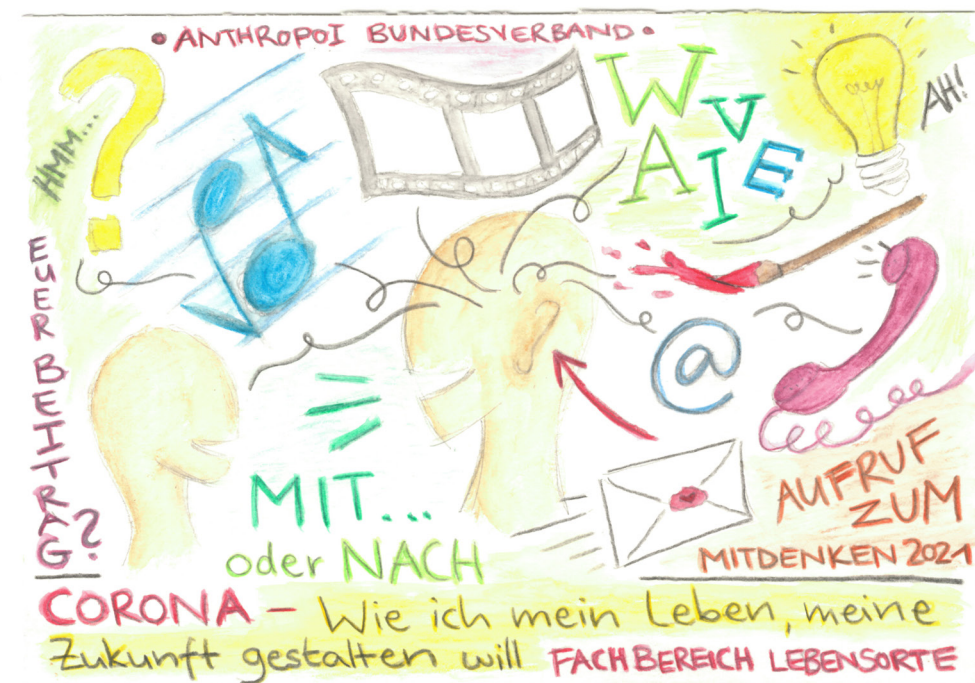 • ANTHROPOI BUNDESVERBAND •
HMM...
?
W V
A I E
AH!
EUER BEITRAG?
@
MIT...
oder NACH
AUFRUF
ZUM
MITDENKEN 2021
CORONA – Wie ich mein Leben, meine
Zukunft gestalten will FACHBEREICH LEBENSORTE